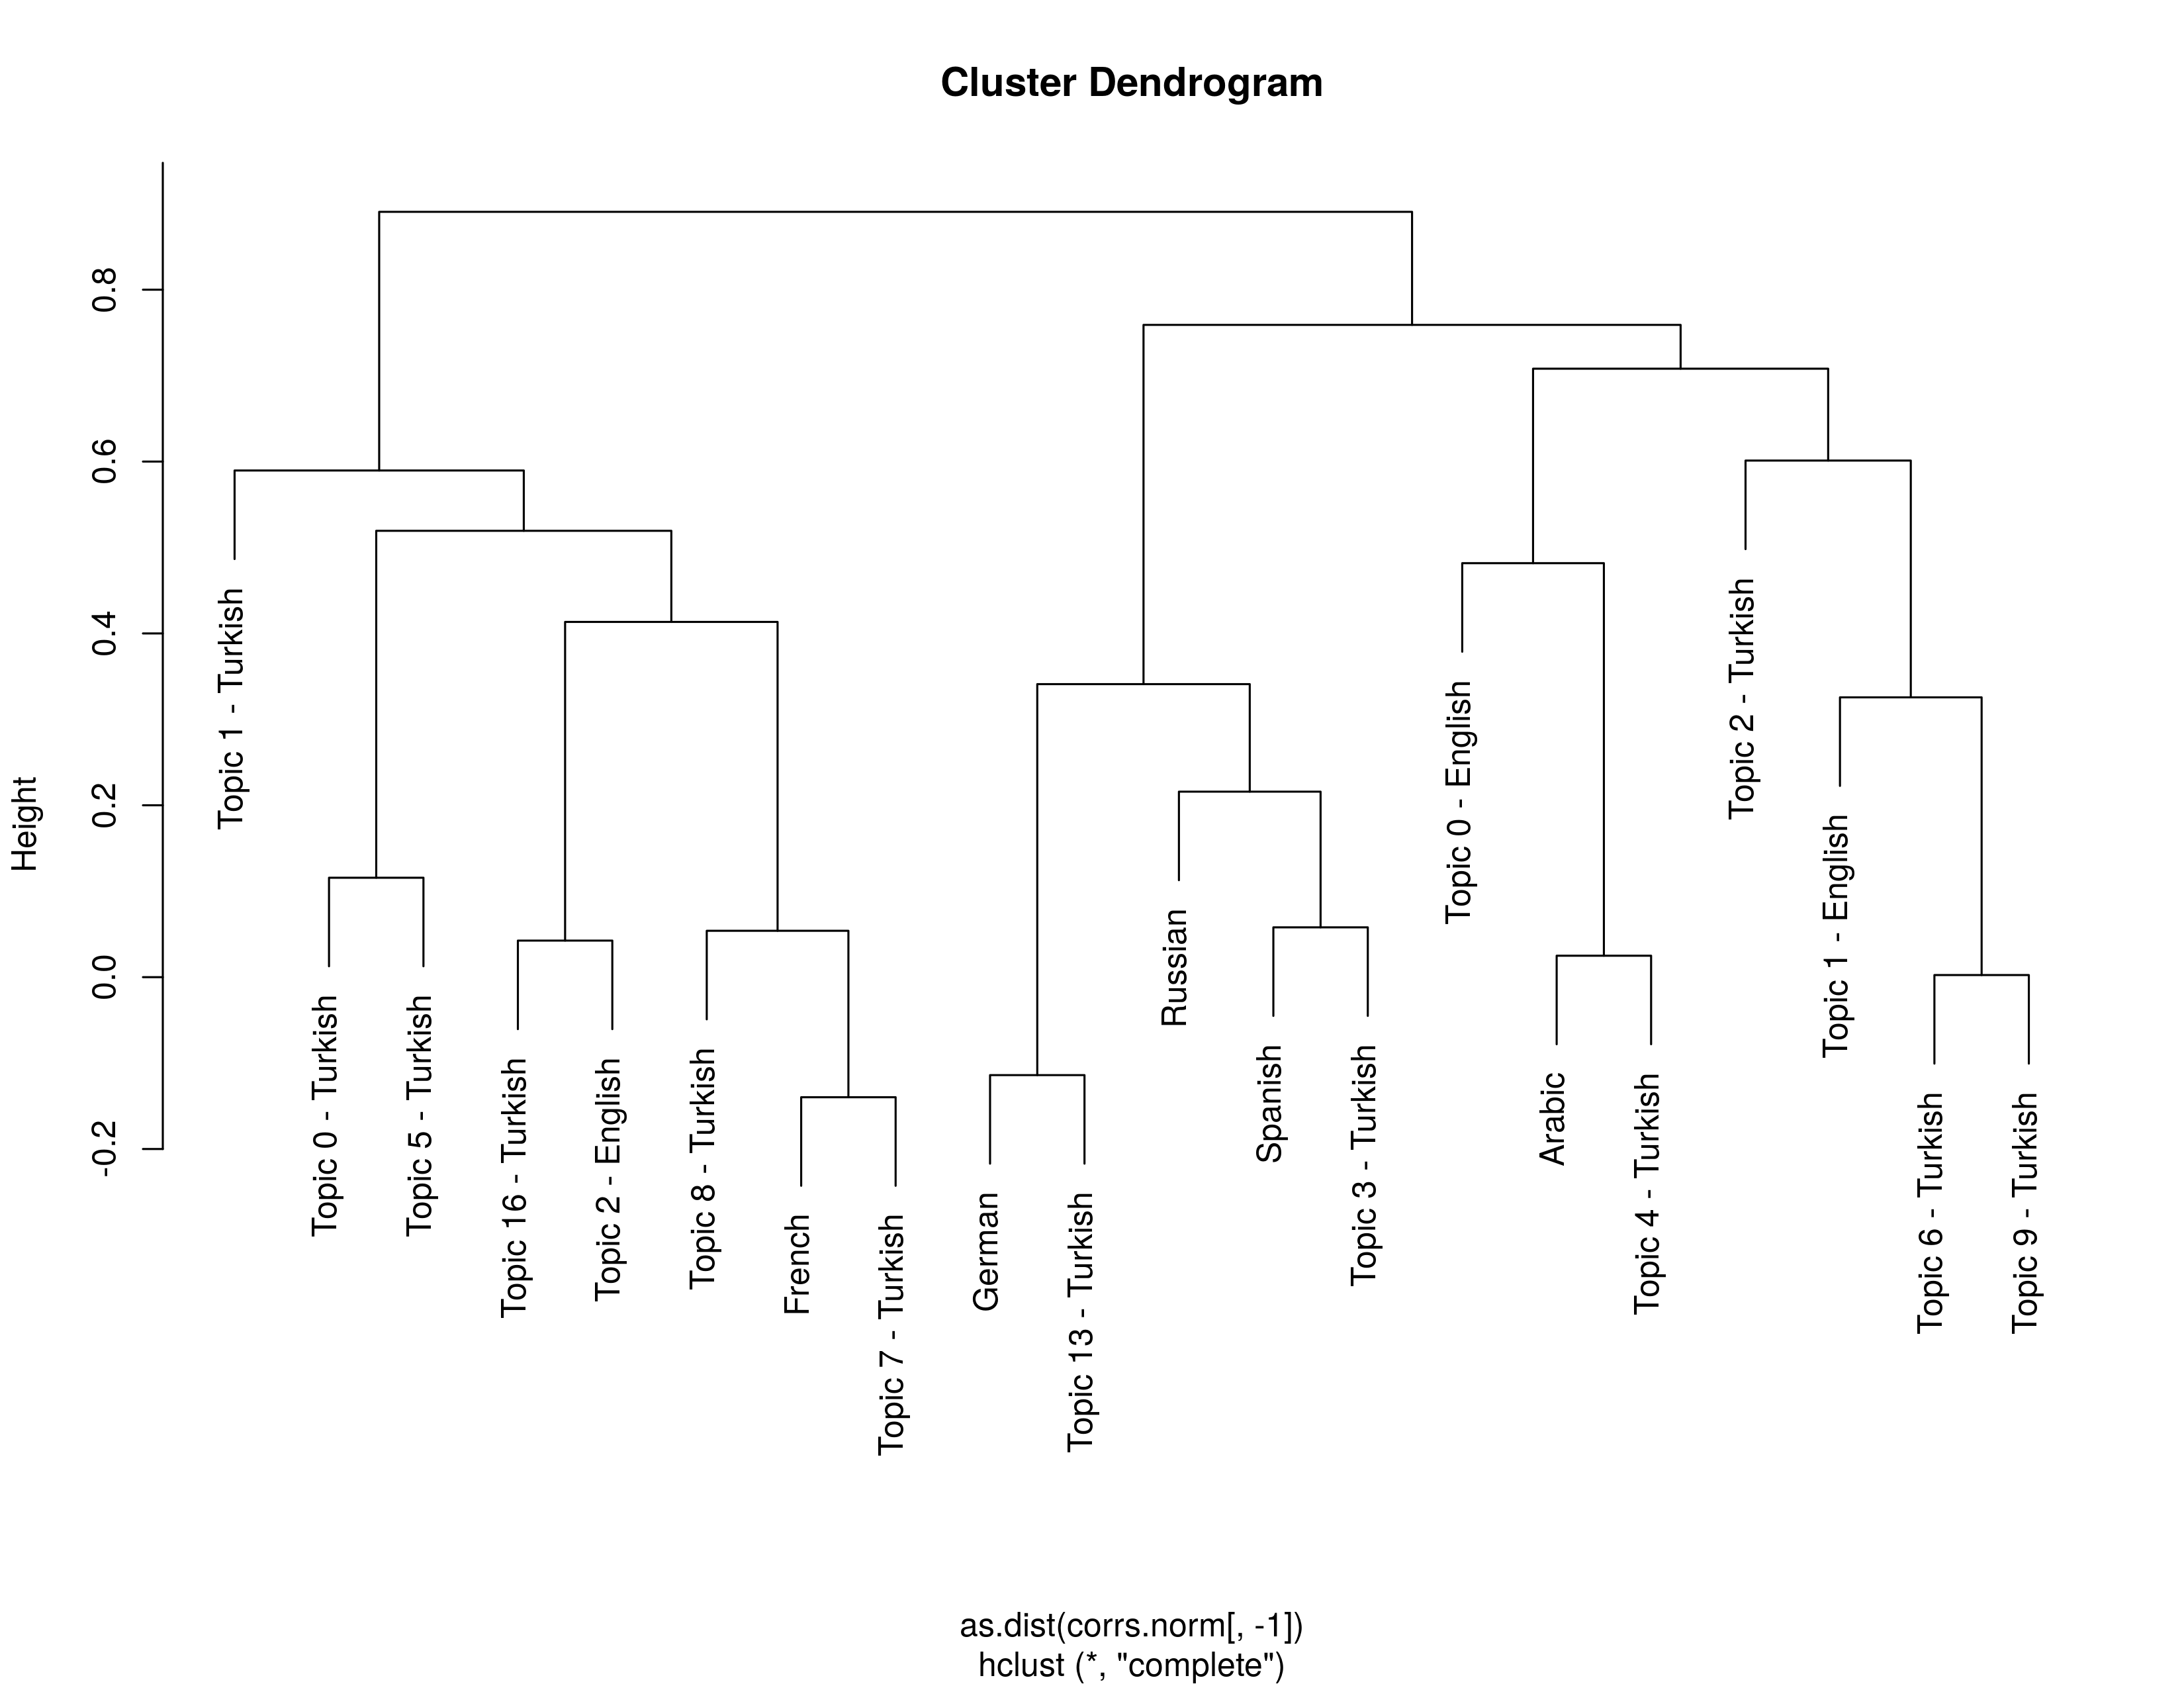 Cluster Dendrogram
Height
0.8
0.6
0.4
0.2
0.0
-0.2
Topic 1 - Turkish
Topic 0 - Turkish
Topic 5 - Turkish
Topic 16 - Turkish
Topic 2 - English
Topic 8 - Turkish
French
Topic 7 - Turkish
German
Topic 13 - Turkish
Russian
Spanish
Topic 3 - Turkish
Topic 0 - English
Arabic
Topic 4 - Turkish
Topic 2 - Turkish
Topic 1 - English
Topic 6 - Turkish
Topic 9 - Turkish
as.dist(corrs.norm[, -1])
hclust (*, "complete")